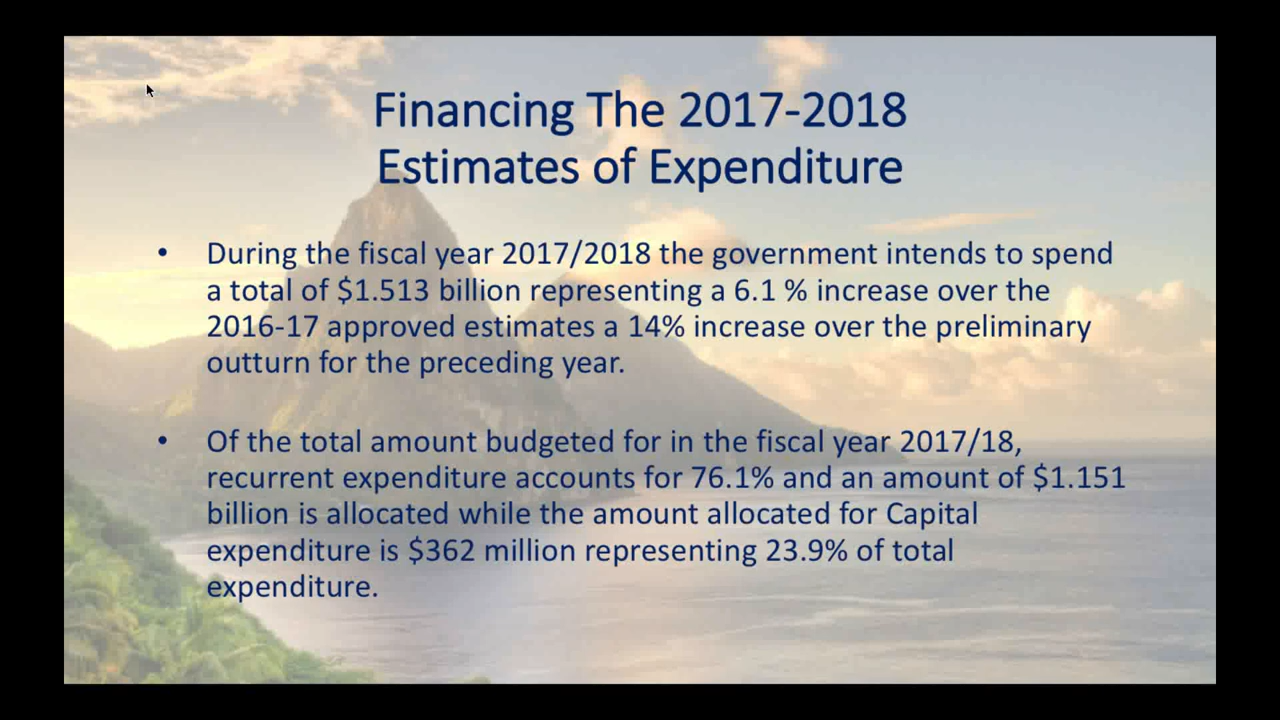 Financing The 2017-2018
Estimates of Expenditure
• During the fiscal year 2017/2018 the government intends to spend
a total of $1.513 billion representing a 6.1 % increase over the
2016-17 approved estimates a 14% increase over the preliminary
outturn for the preceding year.
• Of the total amount budgeted for in the fiscal year 2017/18,
recurrent expenditure accounts for 76.1% and an amount of $1.151
billion is allocated while the amount allocated for Capital
expenditure is $362 million representing 23.9% of total
expenditure.